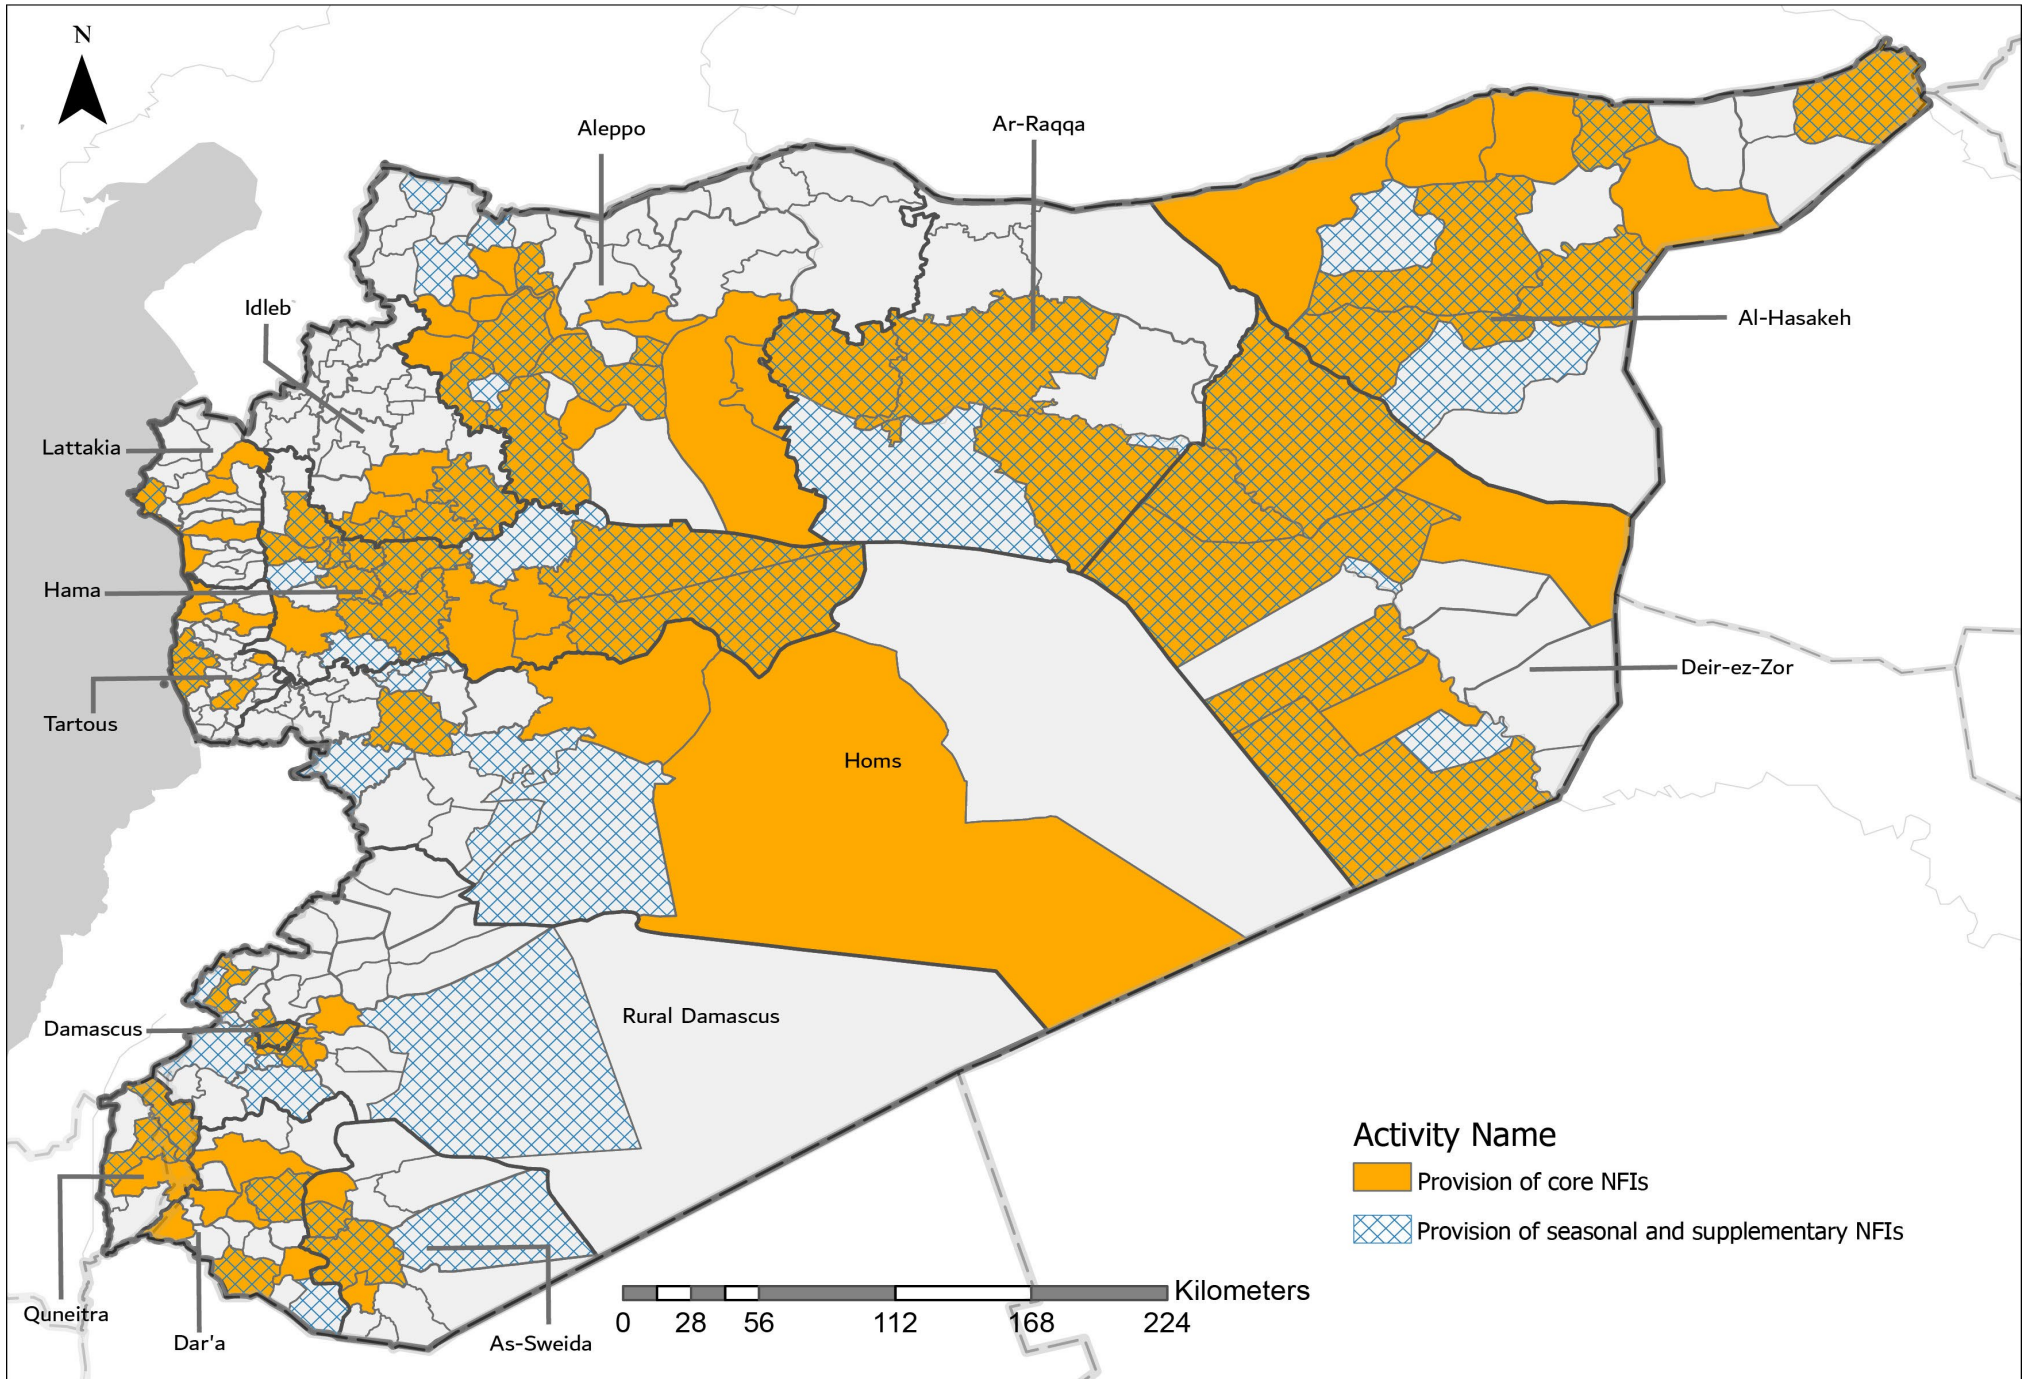 N
Aleppo
Ar-Raqqa
Idleb
Al-Hasakeh
Lattakia
Hama
Deir-ez-Zor
Tartous
Homs
Rural Damascus
Damascus
Activity Name
Provision of core NFIs
Provision of seasonal and supplementary NFIs
Kilometers
0 28 56 112 168 224
Quneitra
Dar'a
As-Sweida